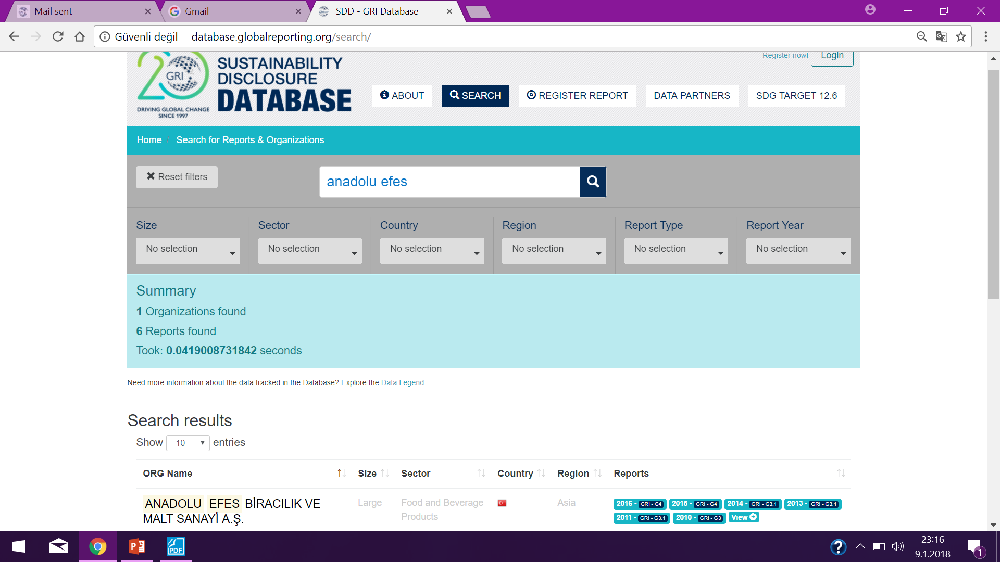 Mail sent
Gmail
SDD - GRI Database
Güvenli değil
database.globalreporting.org/search/
Register now!
Login
20
GRI
DRIVING GLOBAL CHANGE
SINCE 1997
SUSTAINABILITY
DISCLOSURE
DATABASE
ABOUT
SEARCH
REGISTER REPORT
DATA PARTNERS
SDG TARGET 12.6
Home / Search for Reports & Organizations
Reset filters
anadolu efes
Size
Sector
Country
Region
Report Type
Report Year
No selection
No selection
No selection
No selection
No selection
No selection
Summary
1 Organizations found
6 Reports found
Took: 0.0419008731842 seconds
Need more information about the data tracked in the Database? Explore the Data Legend.
Search results
Show 10 entries
ORG Name
Size
Sector
Country
Region
Reports
ANADOLU EFES BİRACILIK VE
MALT SANAYİ A.Ş.
Large
Food and Beverage
Products
Asia
2016 - GRI - G4 2015 - GRI - G4 2014 - GRI - G3.1 2013 - GRI - G3.1
2011 - GRI - G3.1 2010 - GRI - G3 View
PDF
23:16
9.1.2018
1